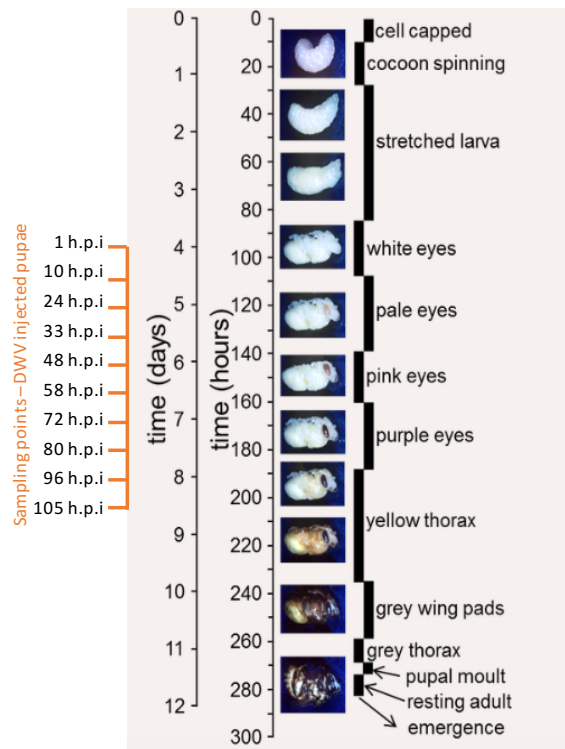 Sampling points – DWV injected pupae
1 h.p.i
10 h.p.i
24 h.p.i
33 h.p.i
48 h.p.i
58 h.p.i
72 h.p.i
80 h.p.i
96 h.p.i
105 h.p.i
time (days)
0
1
2
3
4
5
6
7
8
9
10
11
12
time (hours)
0
20
40
60
80
100
120
140
160
180
200
220
240
260
280
300
cell capped
cocoon spinning
stretched larva
white eyes
pale eyes
pink eyes
purple eyes
yellow thorax
grey wing pads
grey thorax
pupal moult
resting adult
emergence